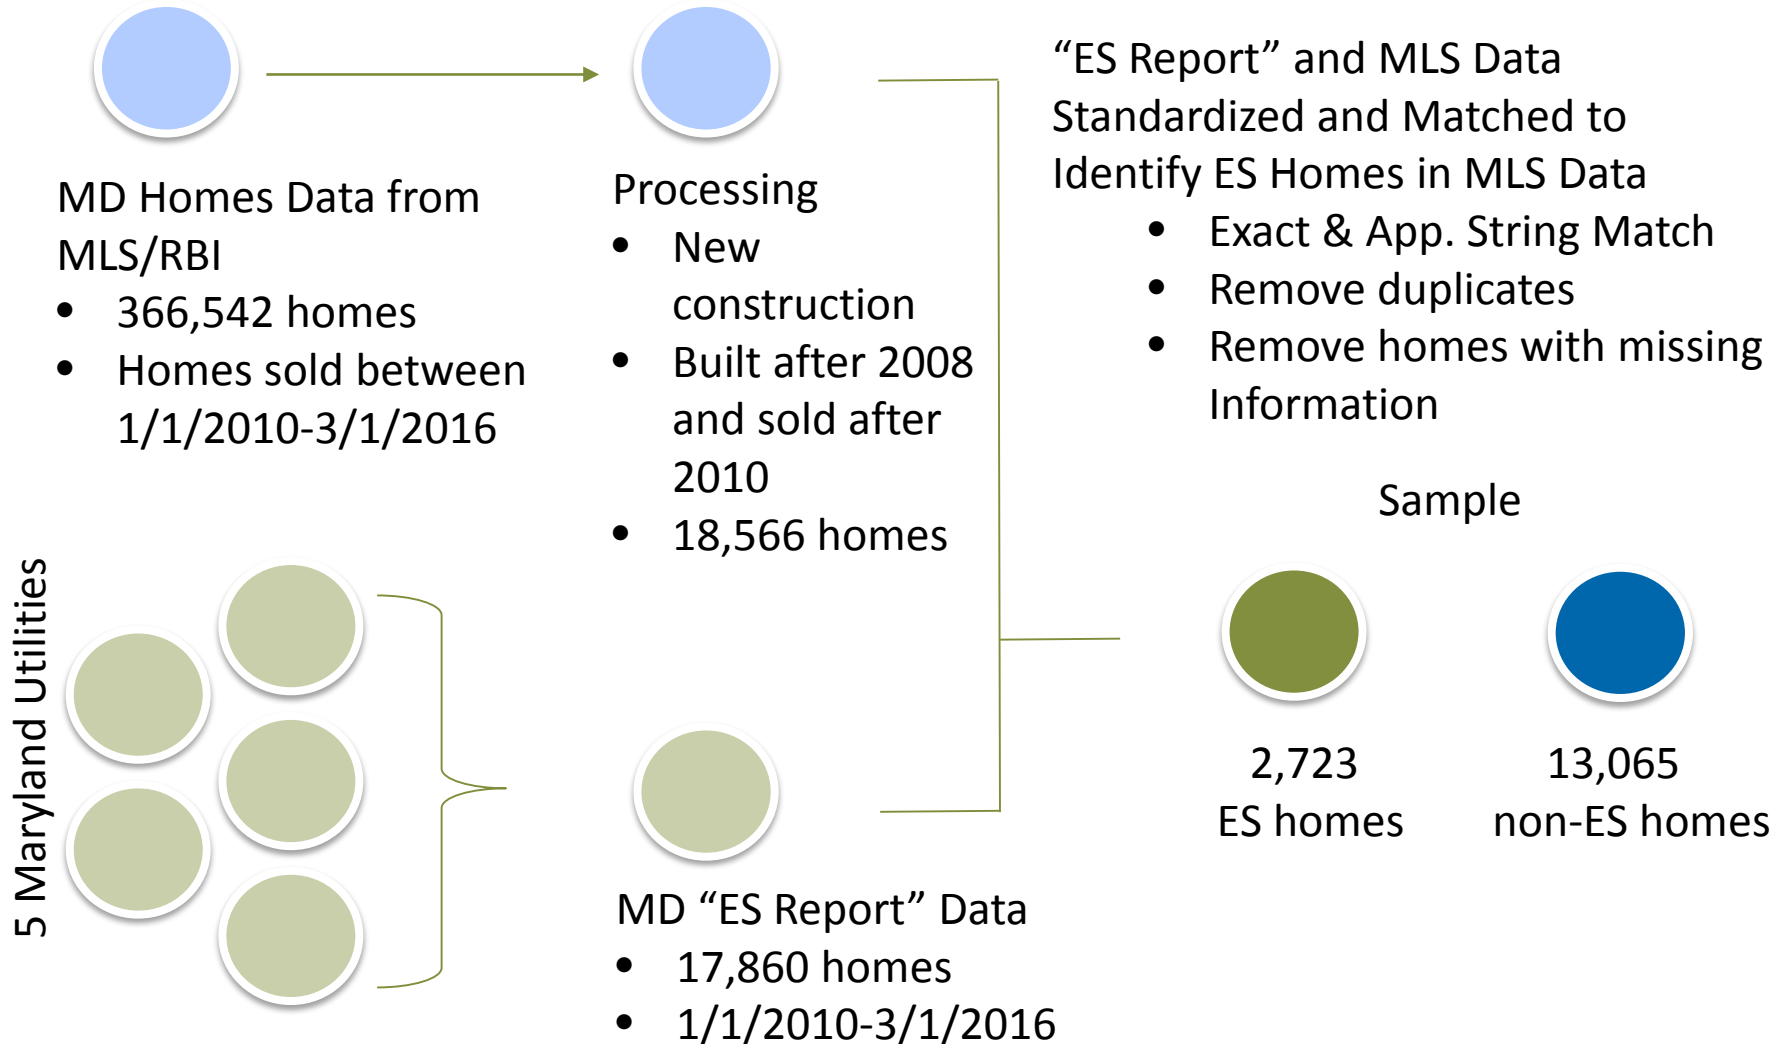 MD Homes Data from
MLS/RBI
• 366,542 homes
• Homes sold between
1/1/2010-3/1/2016
Processing
• New
construction
• Built after 2008
and sold after
2010
• 18,566 homes
“ES Report” and MLS Data
Standardized and Matched to
Identify ES Homes in MLS Data
• Exact & App. String Match
• Remove duplicates
• Remove homes with missing
Information
5 Maryland Utilities
MD “ES Report” Data
• 17,860 homes
• 1/1/2010-3/1/2016
Sample
2,723
ES homes
13,065
non-ES homes